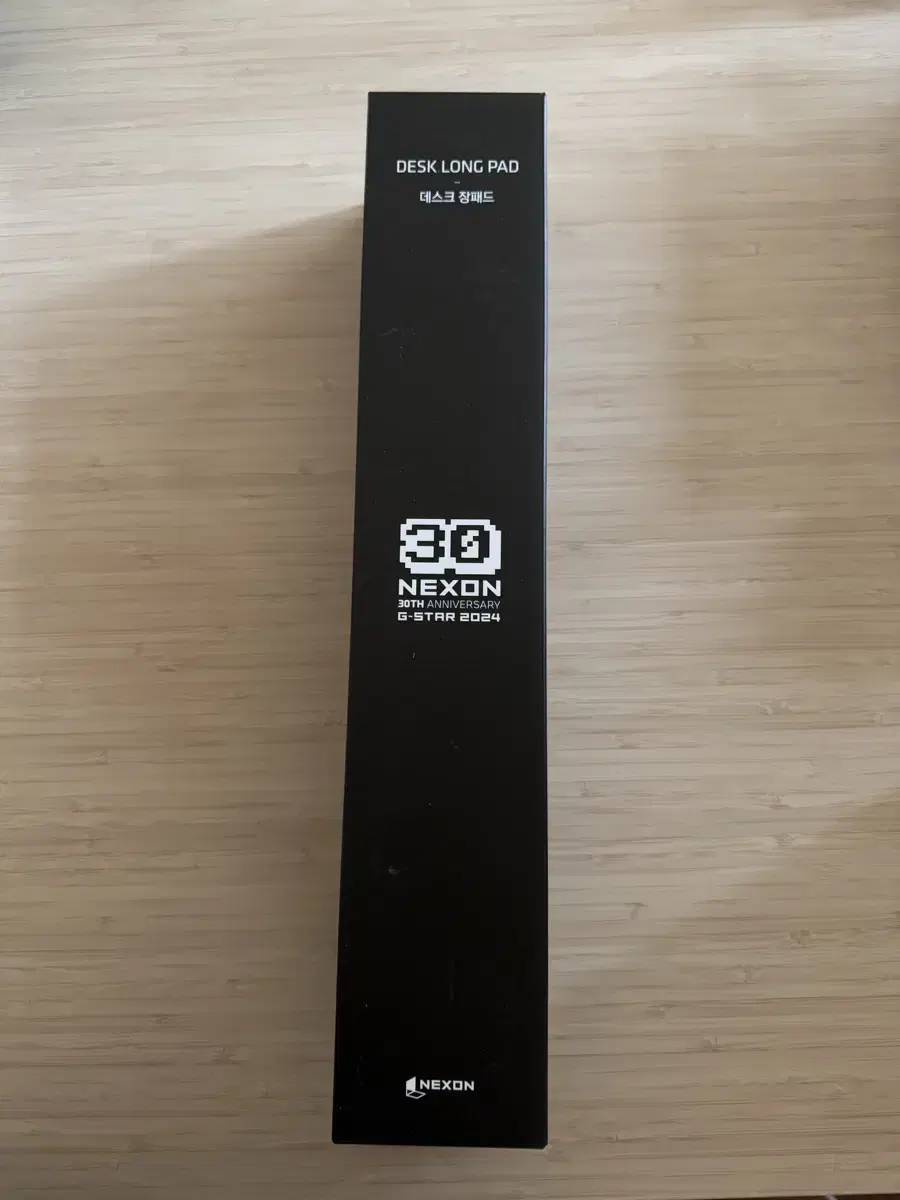 DESK LONG PAD
데스크 장패드
30
NEXON
30TH ANNIVERSARY
G-STAR 2024
NEXON